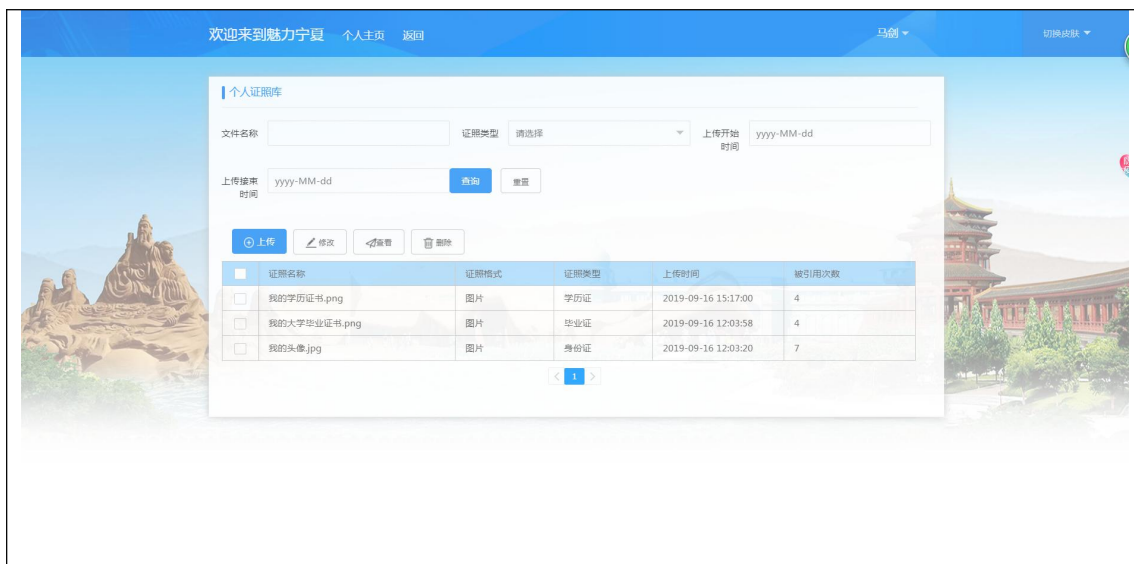 欢迎来到魅力宁夏 个人主页 返回 马剑 切换皮肤
个人证照库
文件名称 证照类型 请选择 上传开始时间 yyyy-MM-dd
上传接束时间 yyyy-MM-dd 查询 重置
上传 修改 查看 删除
证照名称 证照格式 证照类型 上传时间 被引用次数
我的学历证书.png 图片 学历证 2019-09-16 15:17:00 4
我的大学毕业证书.png 图片 毕业证 2019-09-16 12:03:58 4
我的头像.jpg 图片 身份证 2019-09-16 12:03:20 7
1